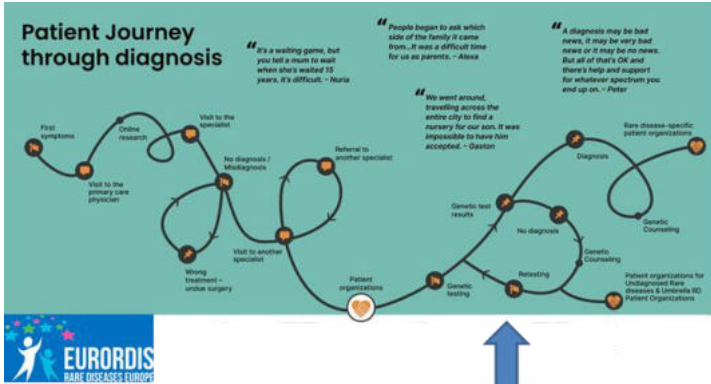 Patient Journey
through diagnosis
"It's a waiting game, but
you tell a mum to wait
when she's waited 15
years. It's difficult. – Nuria
"People began to ask which
side of the family it came
from...It was a difficult time
for us as parents. – Alexa
"A diagnosis may be bad
news, it may be very bad
news or it may be no news.
But all of that's OK and
there's help and support
for whatever spectrum you
end up on. – Peter
"We went around,
travelling across the
entire city to find a
nursery for our son. It was
impossible to have him
accepted. – Gaston
First
symptoms
Online
research
Visit to the
specialist
Visit to the
primary care
physician
No diagnosis /
Misdiagnosis
Referral to
another specialist
Wrong
treatment –
undue surgery
Visit to another
specialist
Patient
organizations
Genetic
testing
Genetic test
results
Diagnosis
Rare disease-specific
patient organizations
Genetic
Counseling
No diagnosis
Genetic
Counseling
Retesting
Patient organizations for
Undiagnosed Rare
diseases & Umbrella RD
Patient Organizations
EURORDIS
RARE DISEASES EUROPE